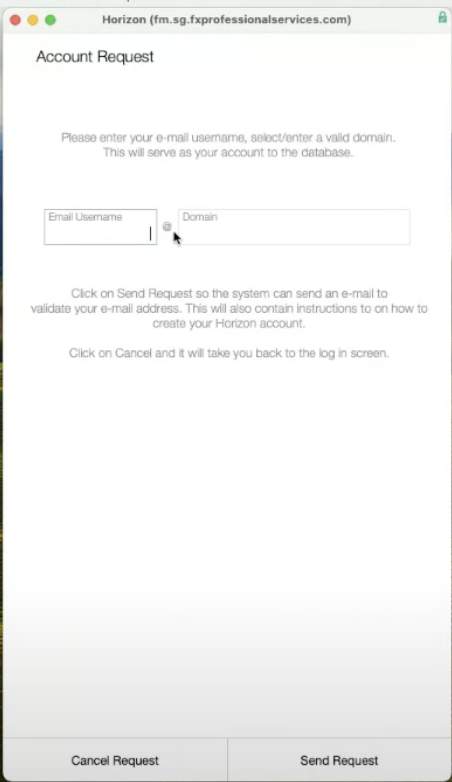 Horizon (fm.sg.fxprofessionalservices.com)
Account Request
Please enter your e-mail username, select/enter a valid domain.
This will serve as your account to the database.
Email Username
@
Domain
Click on Send Request so the system can send an e-mail to
validate your e-mail address. This will also contain instructions to on how to
create your Horizon account.
Click on Cancel and it will take you back to the log in screen.
Cancel Request
Send Request